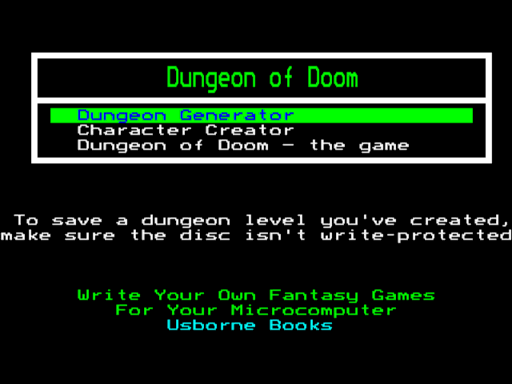 Dungeon of Doom
Dungeon Generator
Character Creator
Dungeon of Doom – the game
To save a dungeon level you've created,
make sure the disc isn't write-protected
Write Your Own Fantasy Games
For Your Microcomputer
Usborne Books